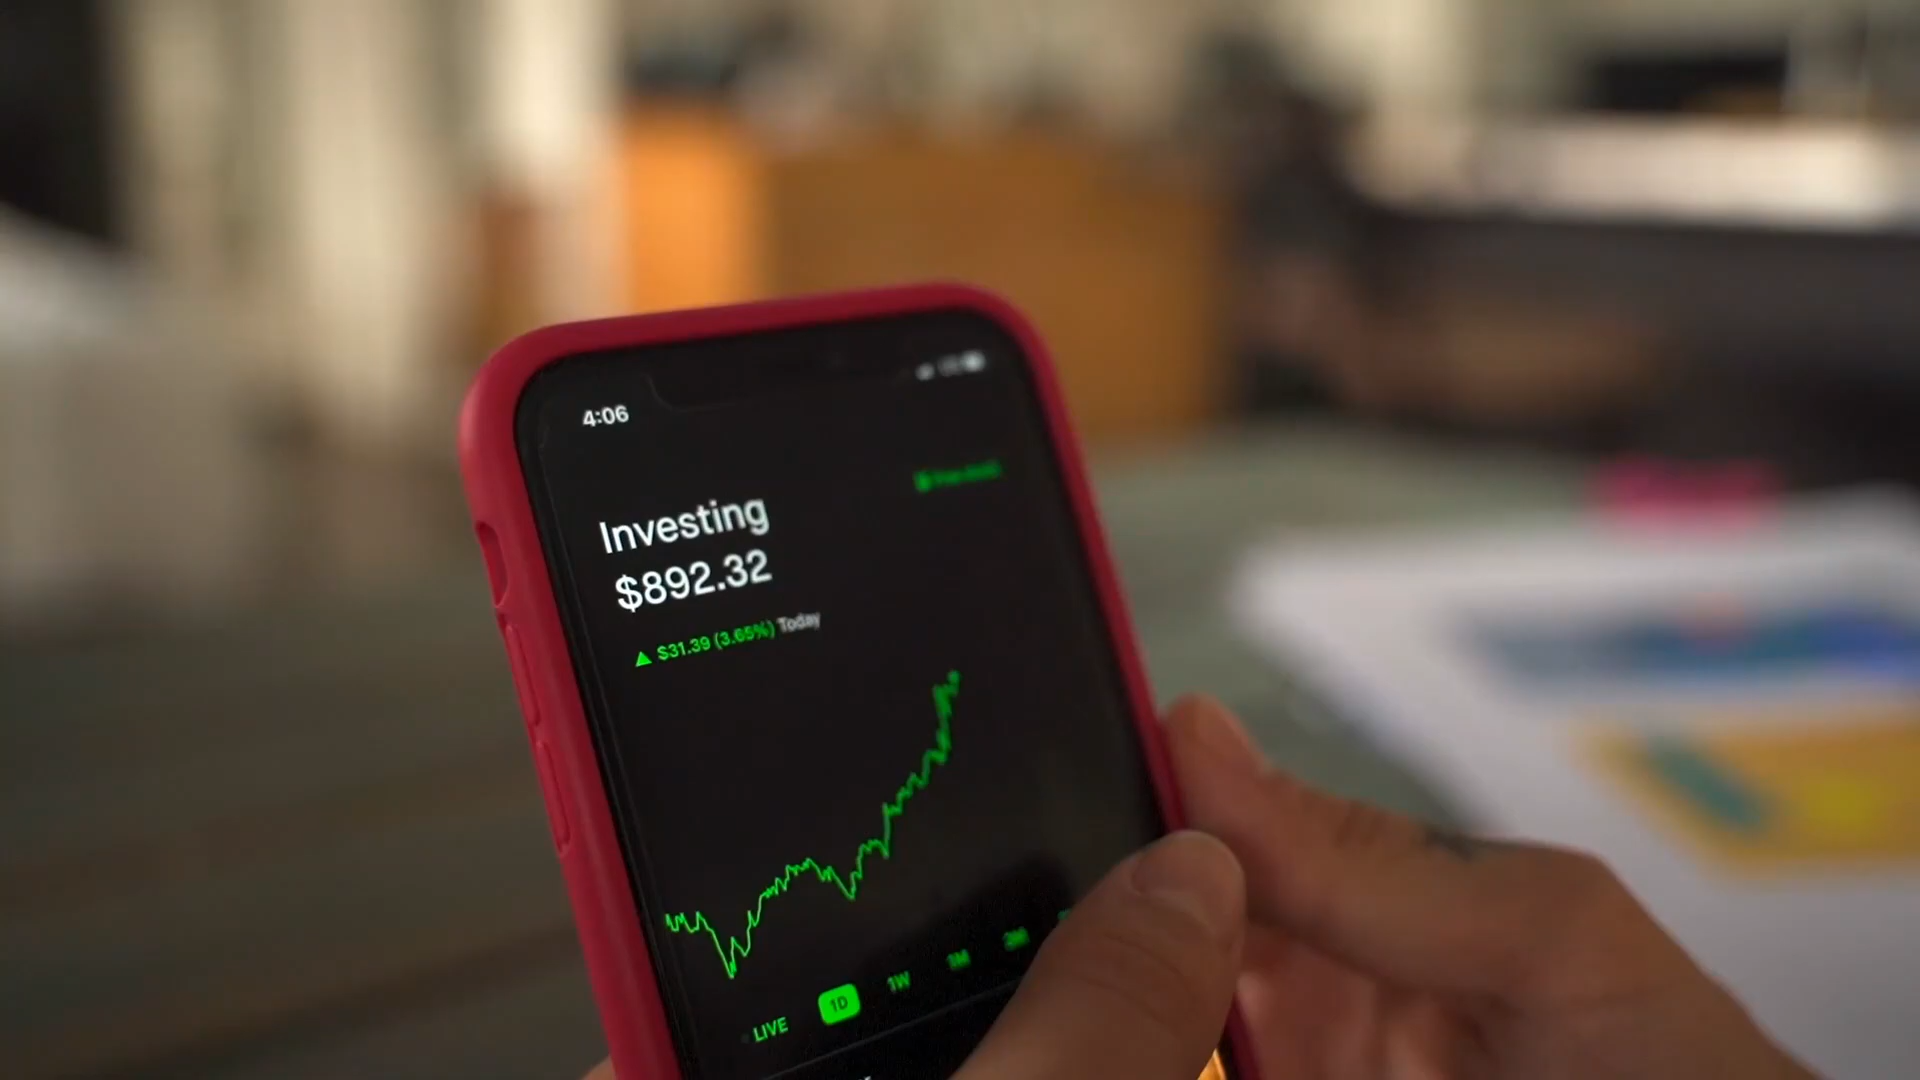 4:06
Investing
$892.32
▲ $31.39 (3.65%) Today
LIVE 1D 1W 1M 3M